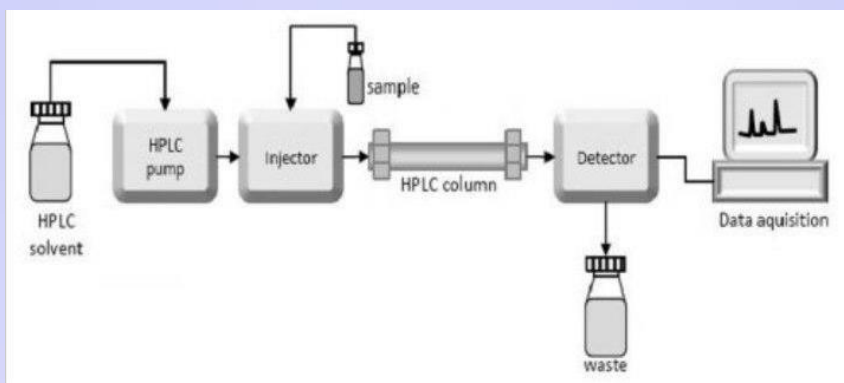 sample
HPLC
pump
Injector
HPLC column
Detector
HPLC
solvent
Data aquisition
waste